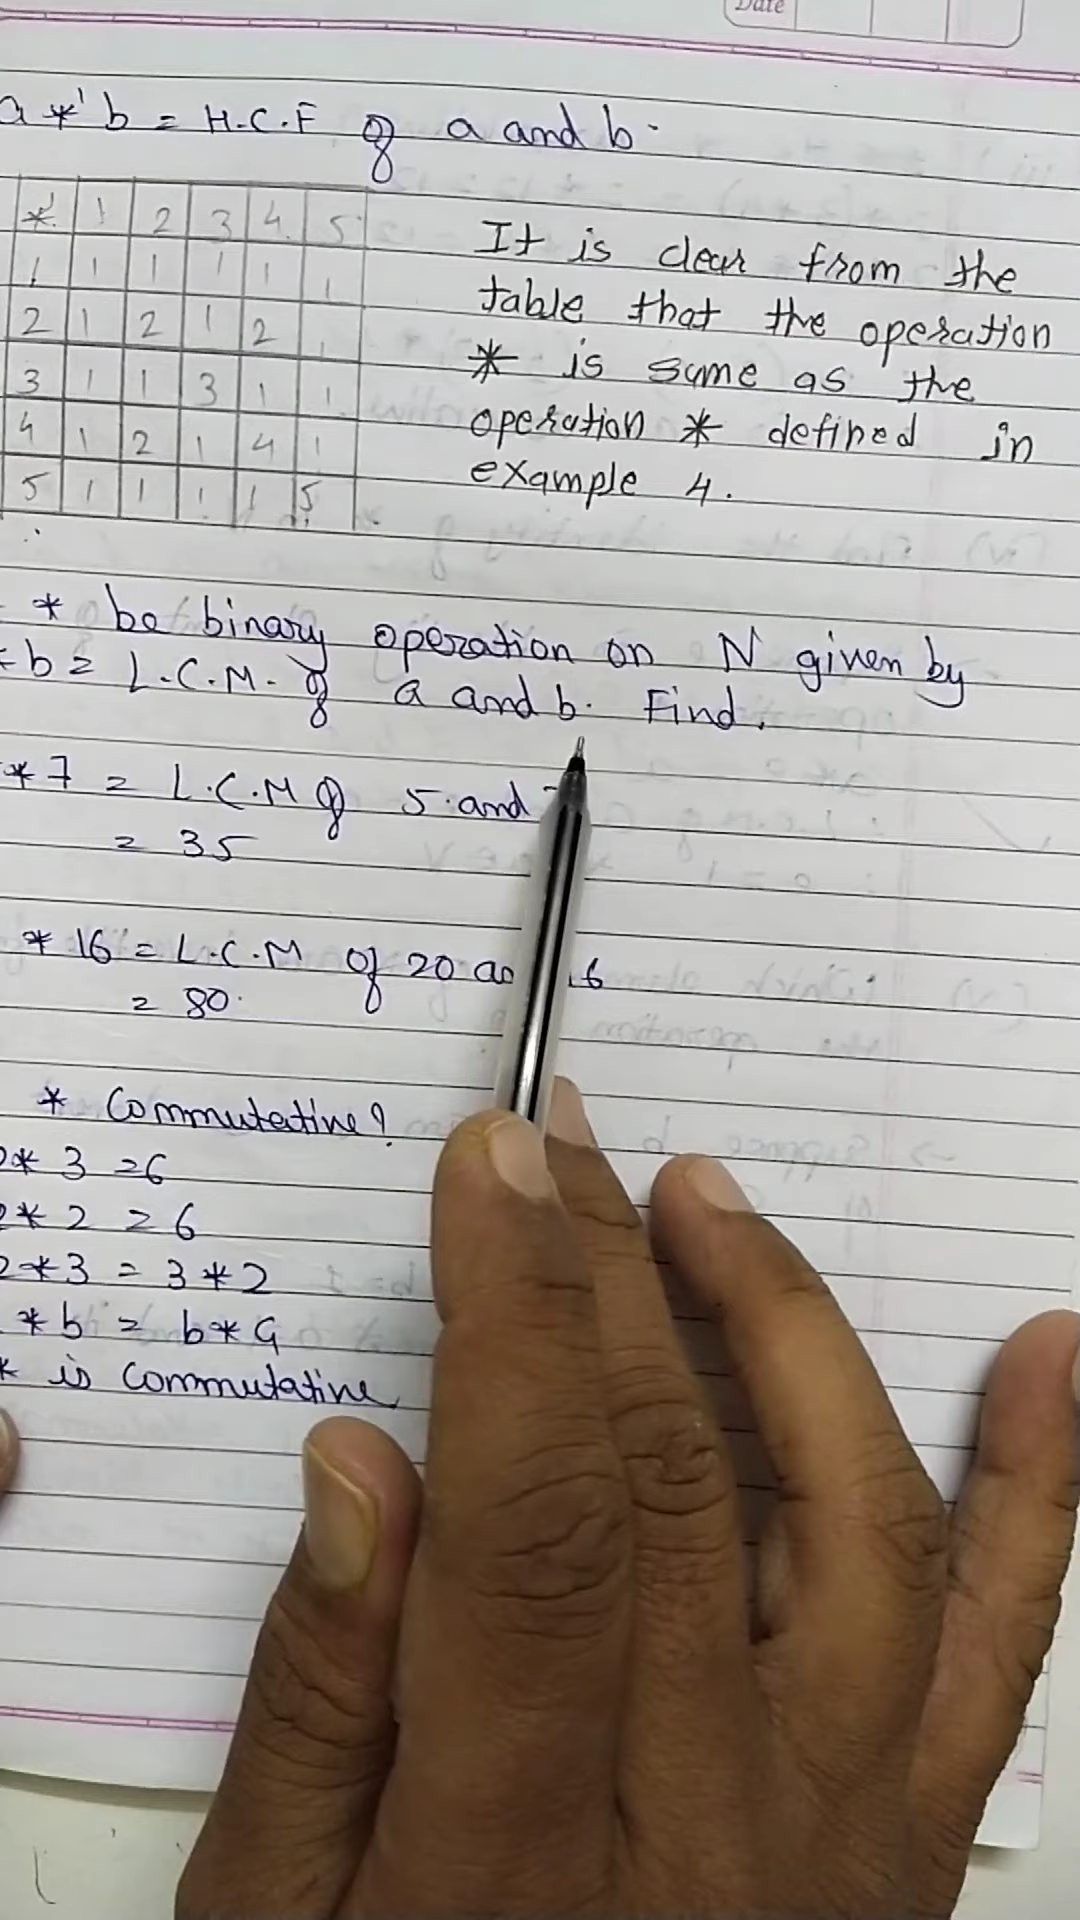 Date
a *' b = H.C.F of a and b.
*' 1 2 3 4 5
1 1 1 1 1 1
2 1 2 1 2 1
3 1 1 3 1 1
4 1 2 1 4 1
5 1 1 1 1 5
It is clear from the
table that the operation
* is same as the
operation * defined in
example 4.
* be binary operation on N given by
* b = L.C.M. of a and b. Find.
* 7 = L.C.M of 5 and
= 35
* 16 = L.C.M of 20
= 80.
* Commutative?
2 * 3 = 6
* 2 = 6
2 * 3 = 3 * 2
* b = b * a
* is Commutative